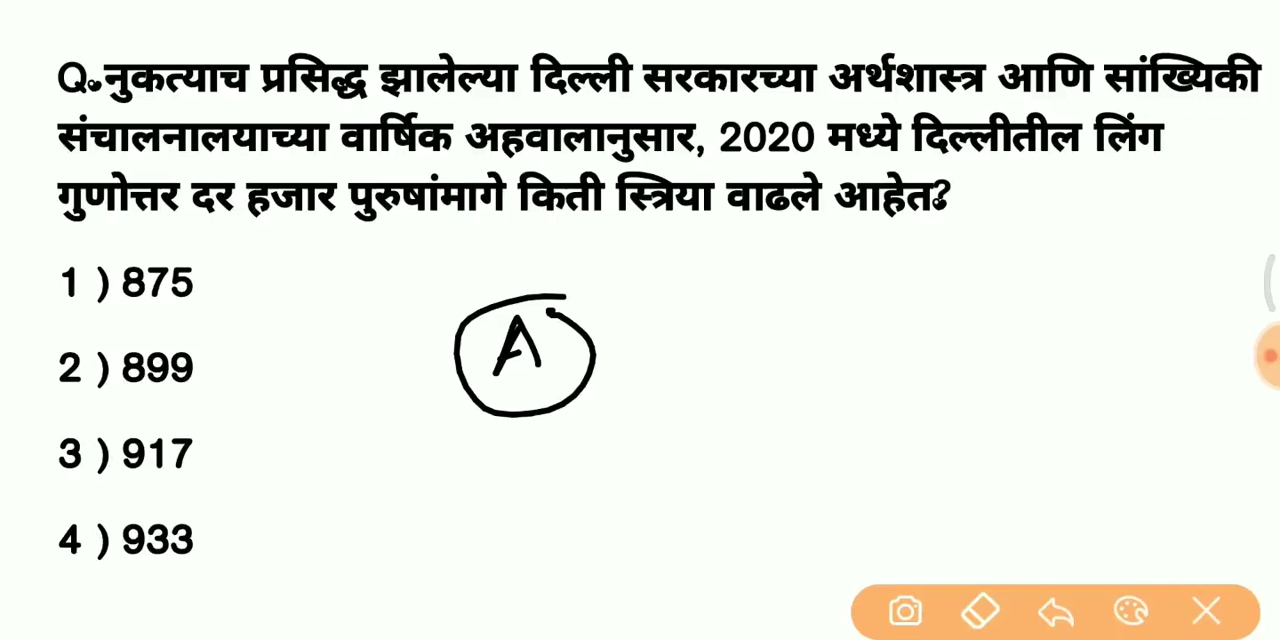 Q.नुकत्याच प्रसिद्ध झालेल्या दिल्ली सरकारच्या अर्थशास्त्र आणि सांख्यिकी
संचालनालयाच्या वार्षिक अहवालानुसार, 2020 मध्ये दिल्लीतील लिंग
गुणोत्तर दर हजार पुरुषांमागे किती स्त्रिया वाढले आहेत?
1 ) 875
A
2 ) 899
3 ) 917
4 ) 933